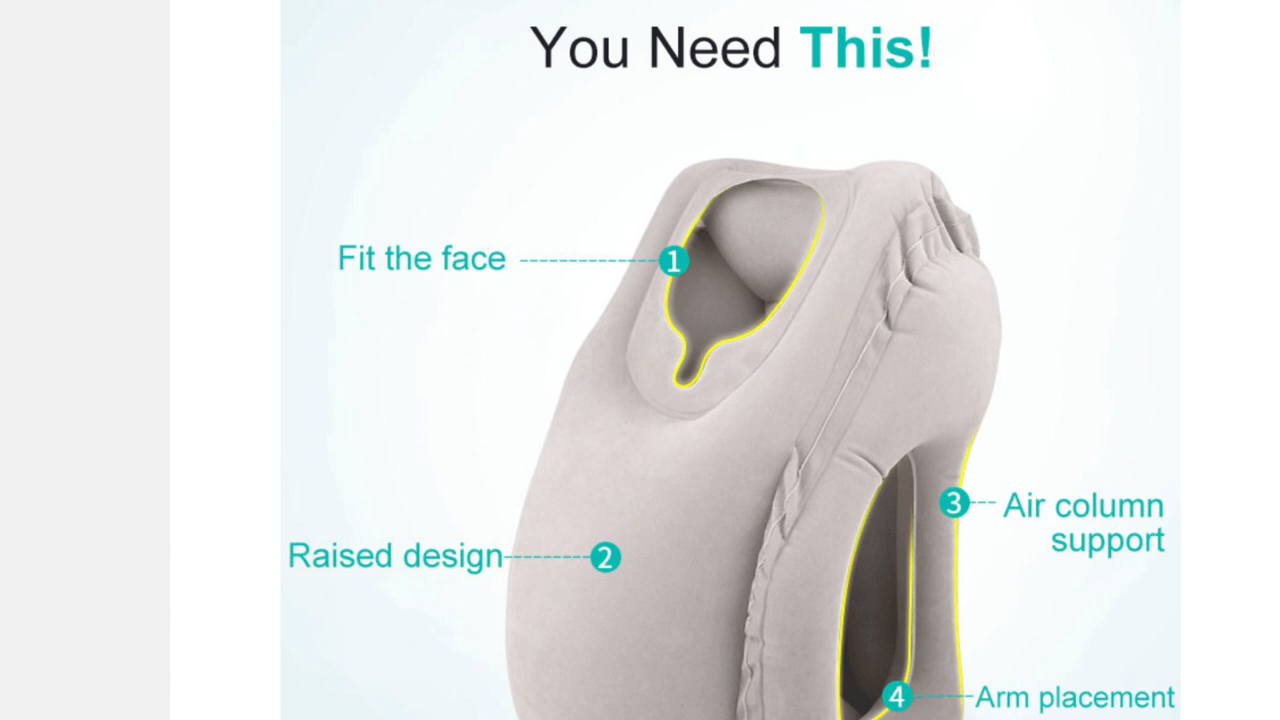 You Need This!
Fit the face
1
3
Air column
support
Raised design
2
4
Arm placement